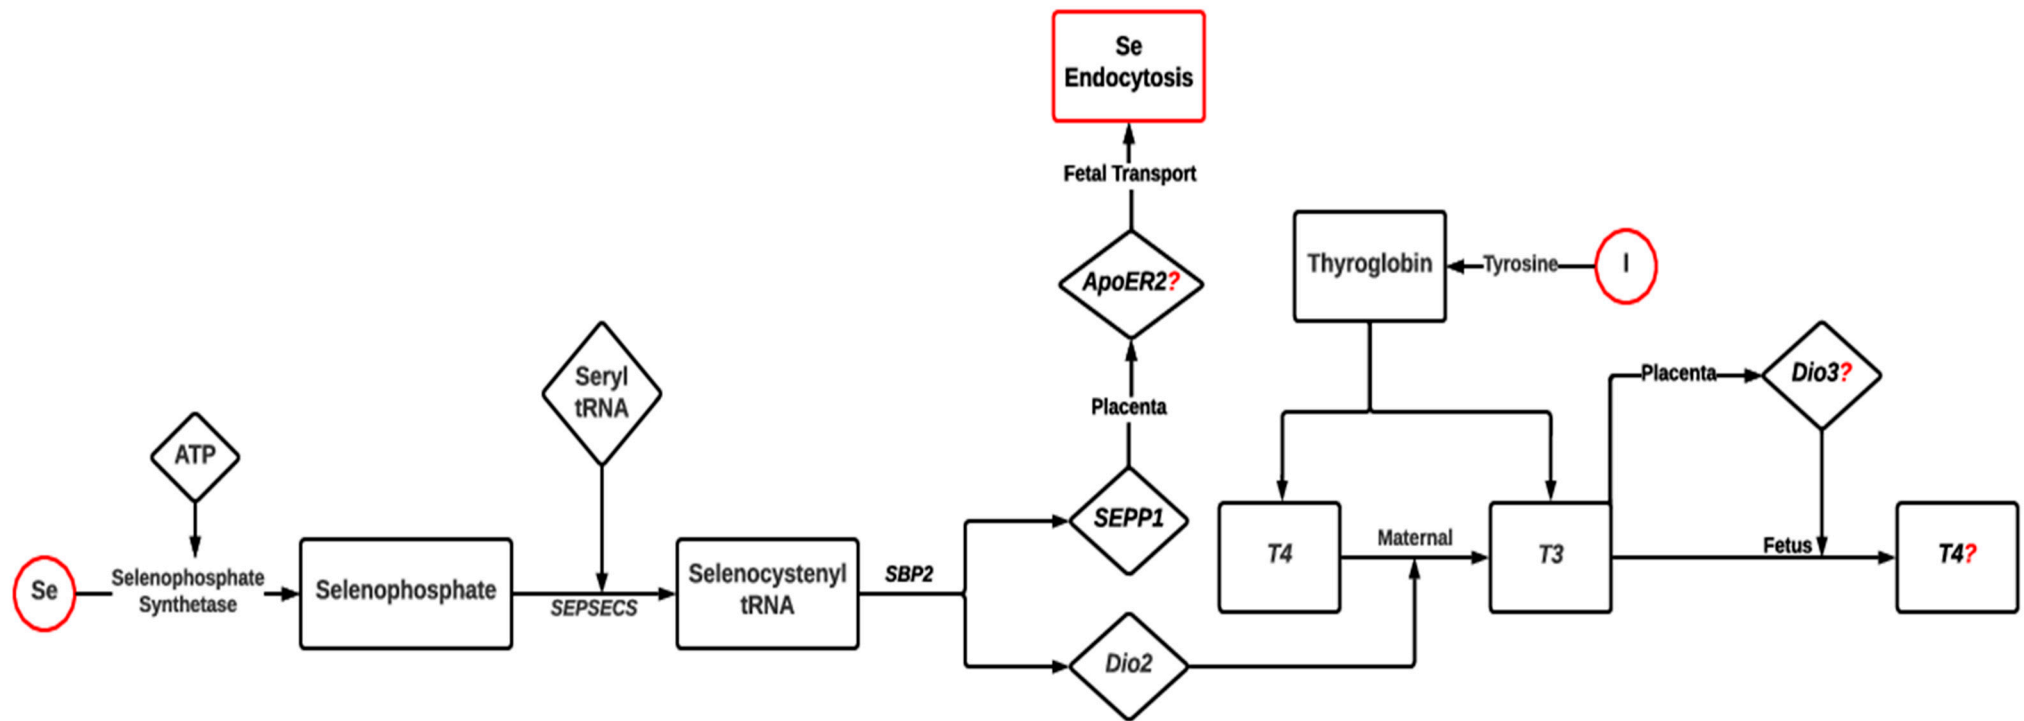 Se
Endocytosis
Fetal Transport
ApoER2?
Placenta
SEPP1
Thyroglobin
Tyrosine
I
Seryl
tRNA
ATP
Se
Selenophosphate
Synthetase
Selenophosphate
SEPSECS
Selenocystenyl
tRNA
SBP2
Dio2
T4
Maternal
T3
Placenta
Dio3?
Fetus
T4?